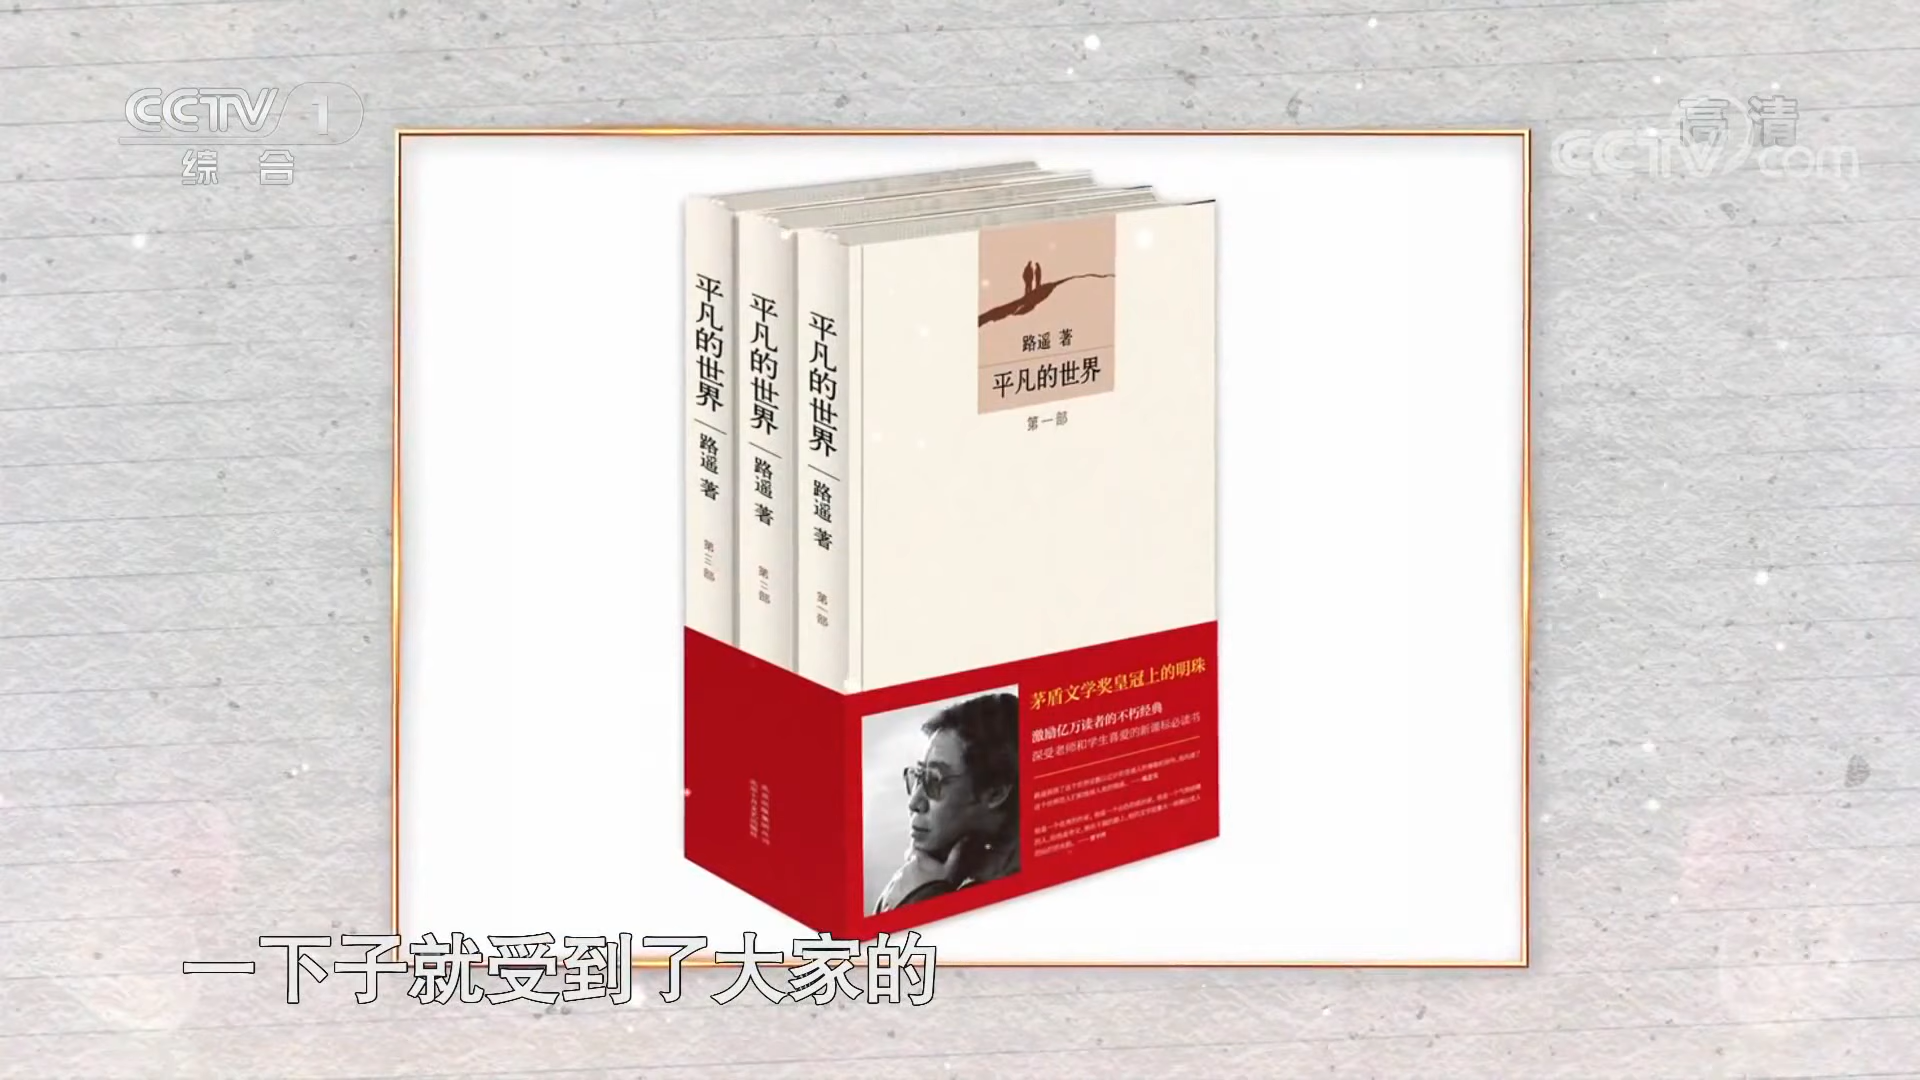 CCTV 1
综合
高清
CCTV.com
平凡的世界
路遥 著
第三部
平凡的世界
路遥 著
第二部
平凡的世界
路遥 著
第一部
路遥 著
平凡的世界
第一部
茅盾文学奖皇冠上的明珠
激励亿万读者的不朽经典
深受老师和学生喜爱的新课标必读书
一下子就受到了大家的